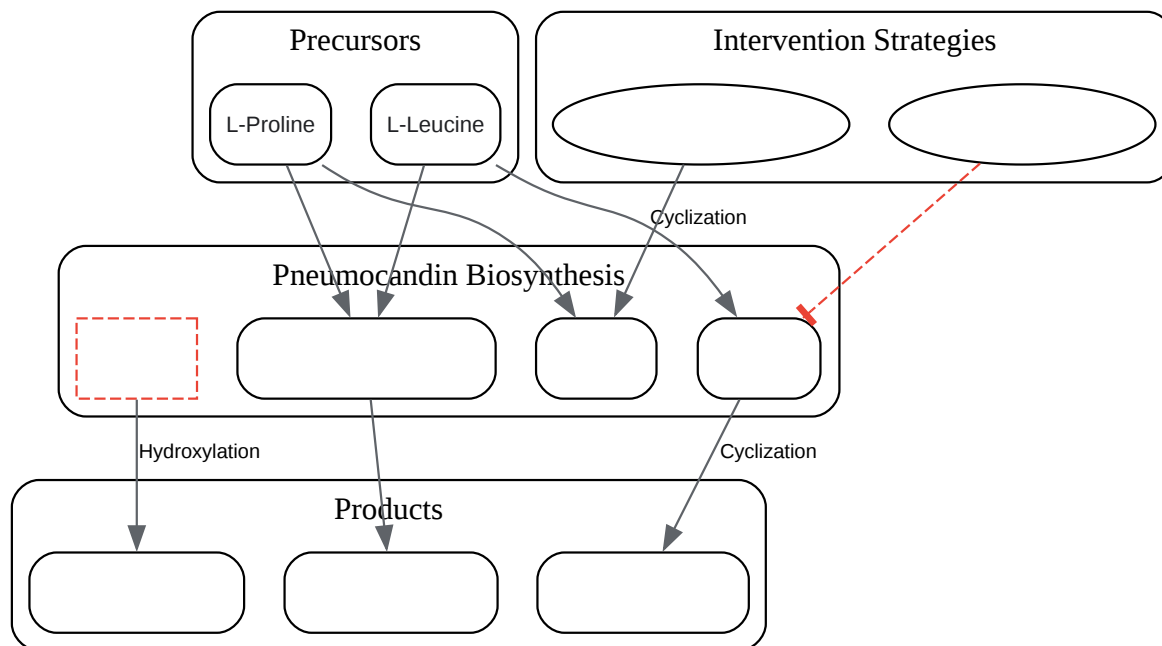 Precursors
Intervention Strategies
L-Proline
L-Leucine
Cyclization
Pneumocandin Biosynthesis
Hydroxylation
Cyclization
Products